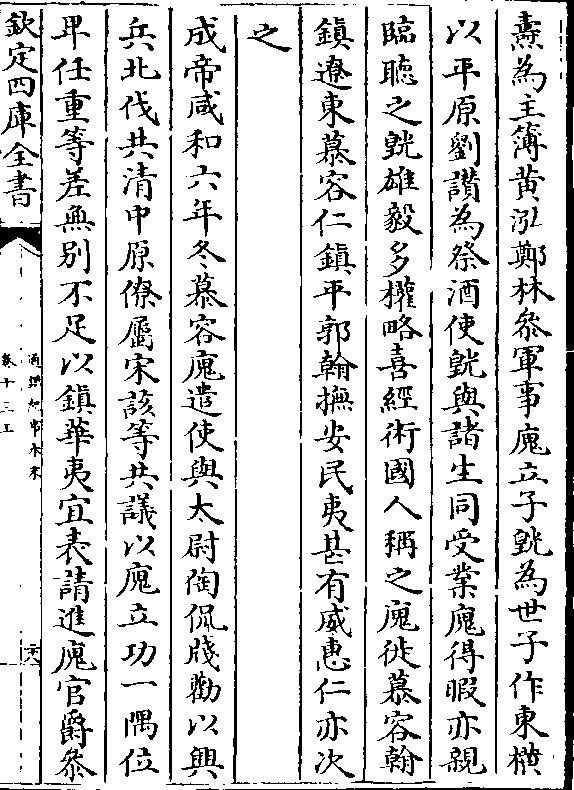 燾為主簿黄泓鄭林㕘軍事廆立子皝為世子作東横
以平原劉讃為祭酒使皝與諸生同受業廆得暇亦親
臨聽之皝雄毅多權略喜經術國人稱之廆徙慕容翰
鎮遼東慕容仁鎮平郭翰撫安民夷甚有威惠仁亦次
之
成帝咸和六年冬慕容廆遣使與太尉陶侃牋勸以興
兵北伐共清中原僚屬宋該等共議以廆立功一隅位
卑任重等差無别不足以鎮華夷宜表請進廆官爵㕘
欽定四庫全書
通鑑紀事本末
卷十三上